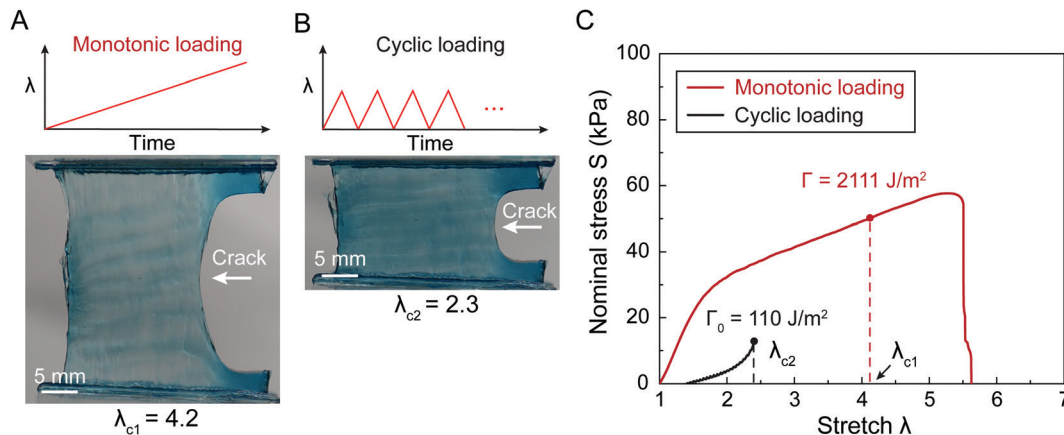 A
Monotonic loading
λ
Time
Crack
5 mm
λc1 = 4.2
B
Cyclic loading
λ
...
Time
Crack
5 mm
λc2 = 2.3
C
100
80
60
40
20
0
Nominal stress S (kPa)
Monotonic loading
Cyclic loading
Γ = 2111 J/m²
Γ0 = 110 J/m²
λc2
λc1
1 2 3 4 5 6 7
Stretch λ